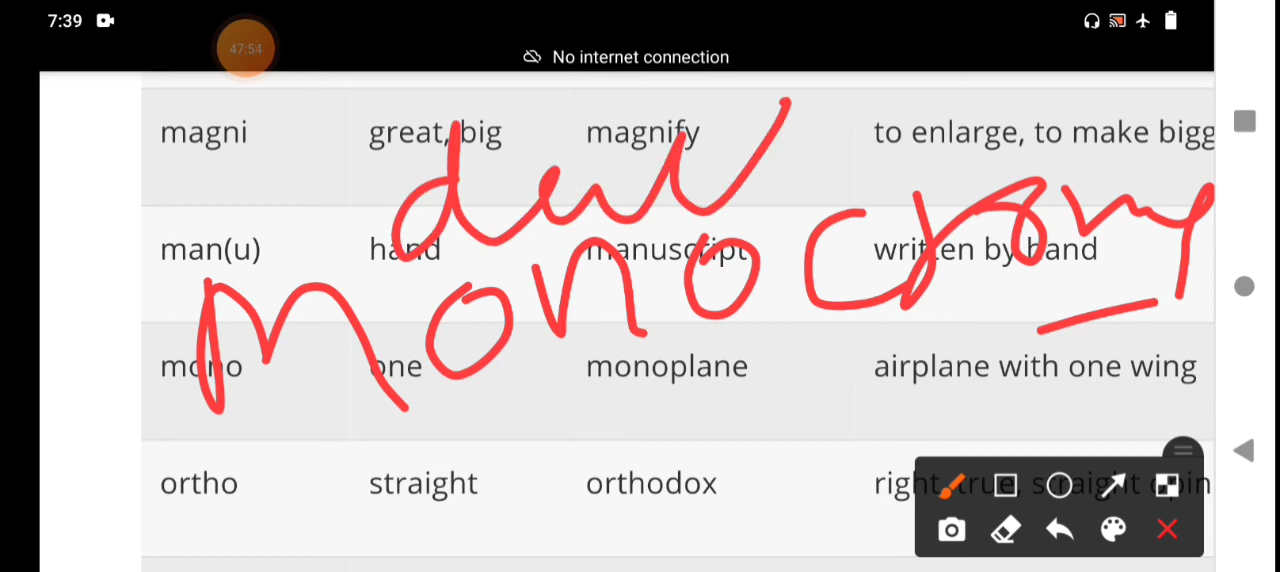 7:39
47:54
No internet connection
magni great, big magnify to enlarge, to make bigg
man(u) hand manuscript written by hand
mono one monoplane airplane with one wing
ortho straight orthodox right, true, straight opin